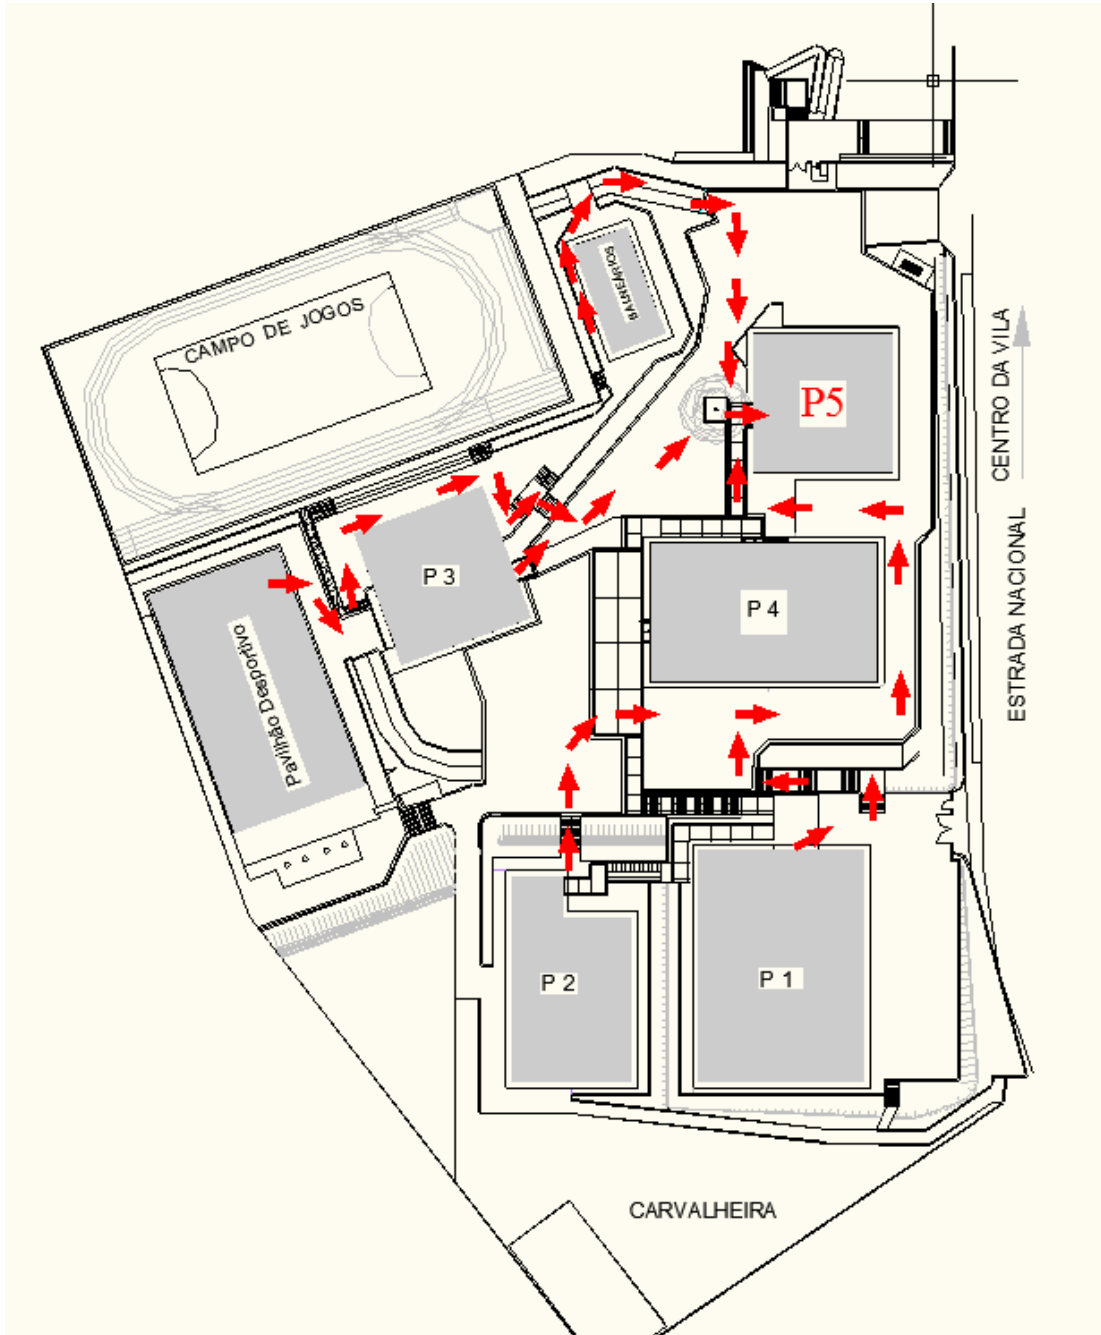 CAMPO DE JOGOS
BALNEÁRIOS
P5
CENTRO DA VILA
ESTRADA NACIONAL
P 3
P 4
Pavilhão Desportivo
P 2
P 1
CARVALHEIRA